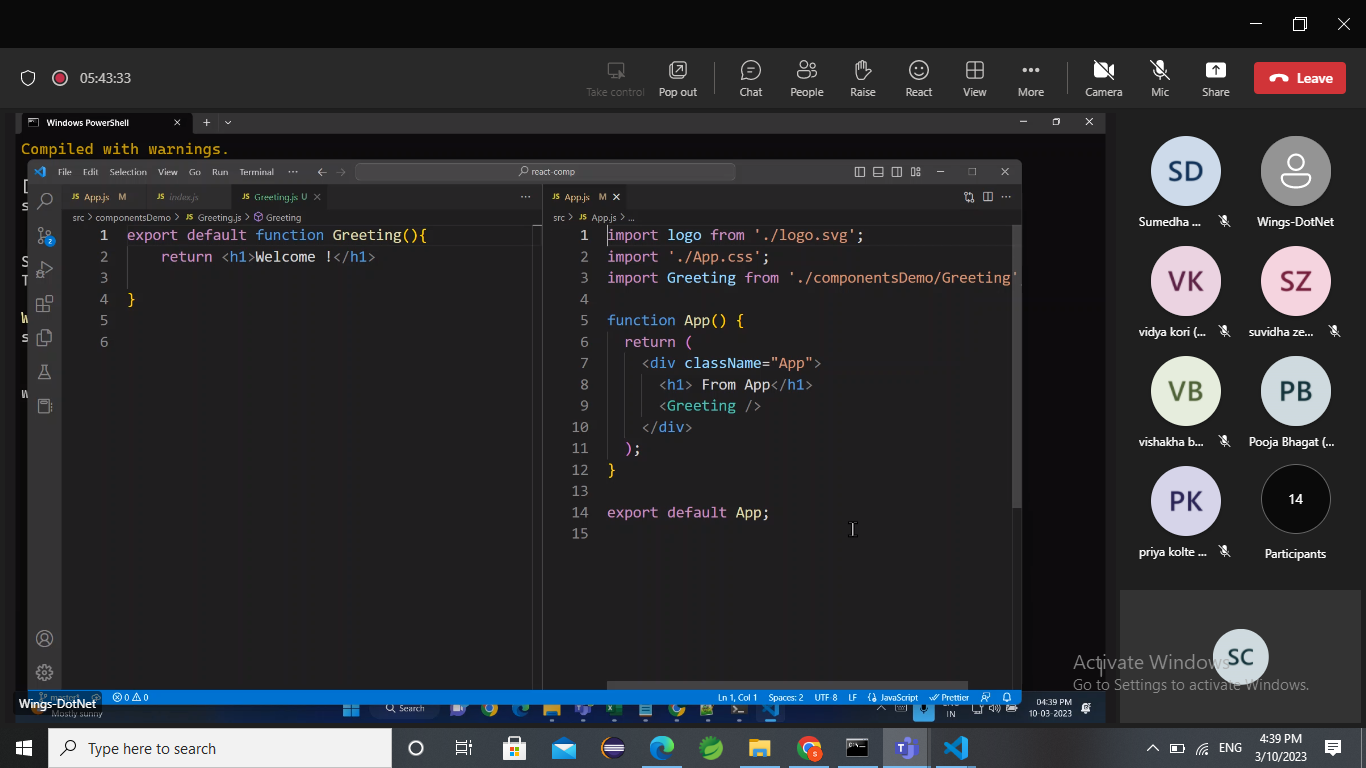 05:43:33
Take control
Pop out
Chat
People
Raise
React
View
More
Camera
Mic
Share
Leave
Windows PowerShell
Compiled with warnings.
File Edit Selection View Go Run Terminal
react-comp
JS App.js M
JS index.js
JS Greeting.js U
JS App.js M
src > componentsDemo > JS Greeting.js > Greeting
1 export default function Greeting(){
2 return <h1>Welcome !</h1>
3
4 }
5
6
src > JS App.js > ...
1 import logo from './logo.svg';
2 import './App.css';
3 import Greeting from './componentsDemo/Greeting'
4
5 function App() {
6 return (
7 <div className="App">
8 <h1> From App</h1>
9 <Greeting />
10 </div>
11 );
12 }
13
14 export default App;
15
2
SD
Sumedha ...
Wings-DotNet
VK
vidya kori (...
SZ
suvidha ze...
VB
vishakha b...
PB
Pooja Bhagat (...
PK
priya kolte ...
14
Participants
SC
Activate Windows
Go to Settings to activate Windows.
0 0
Ln 1, Col 1 Spaces: 2 UTF-8 LF JavaScript Prettier
Wings-DotNet
Mostly sunny
Search
IN
04:39 PM
10-03-2023
Type here to search
ENG
4:39 PM
3/10/2023